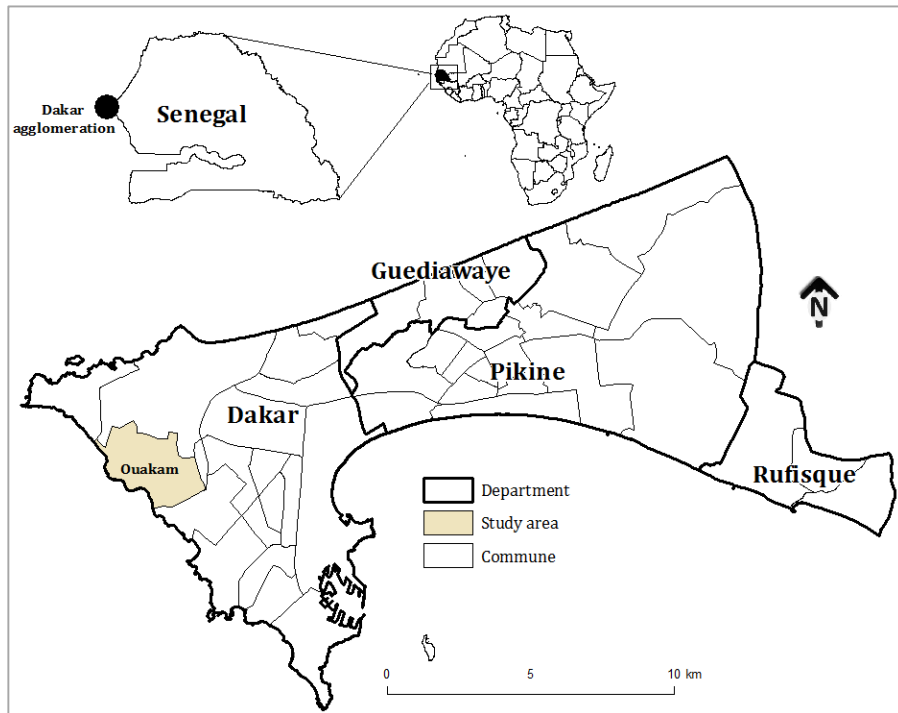 Senegal
Dakar
agglomeration
Guediawaye
N
Pikine
Dakar
Ouakam
Rufisque
Department
Study area
Commune
0 5 10 km